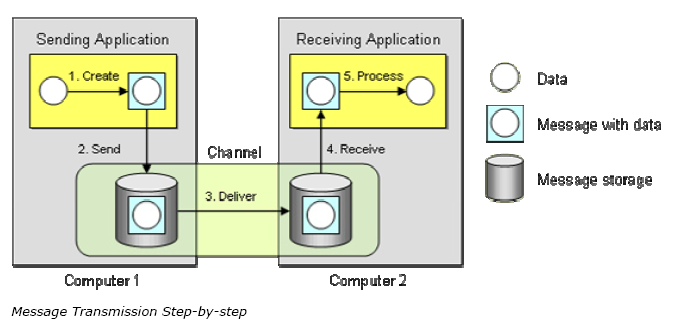 Sending Application
Receiving Application
1. Create
5. Process
Data
Message with data
2. Send
Channel
4. Receive
Message storage
3. Deliver
Computer 1
Computer 2
Message Transmission Step-by-step